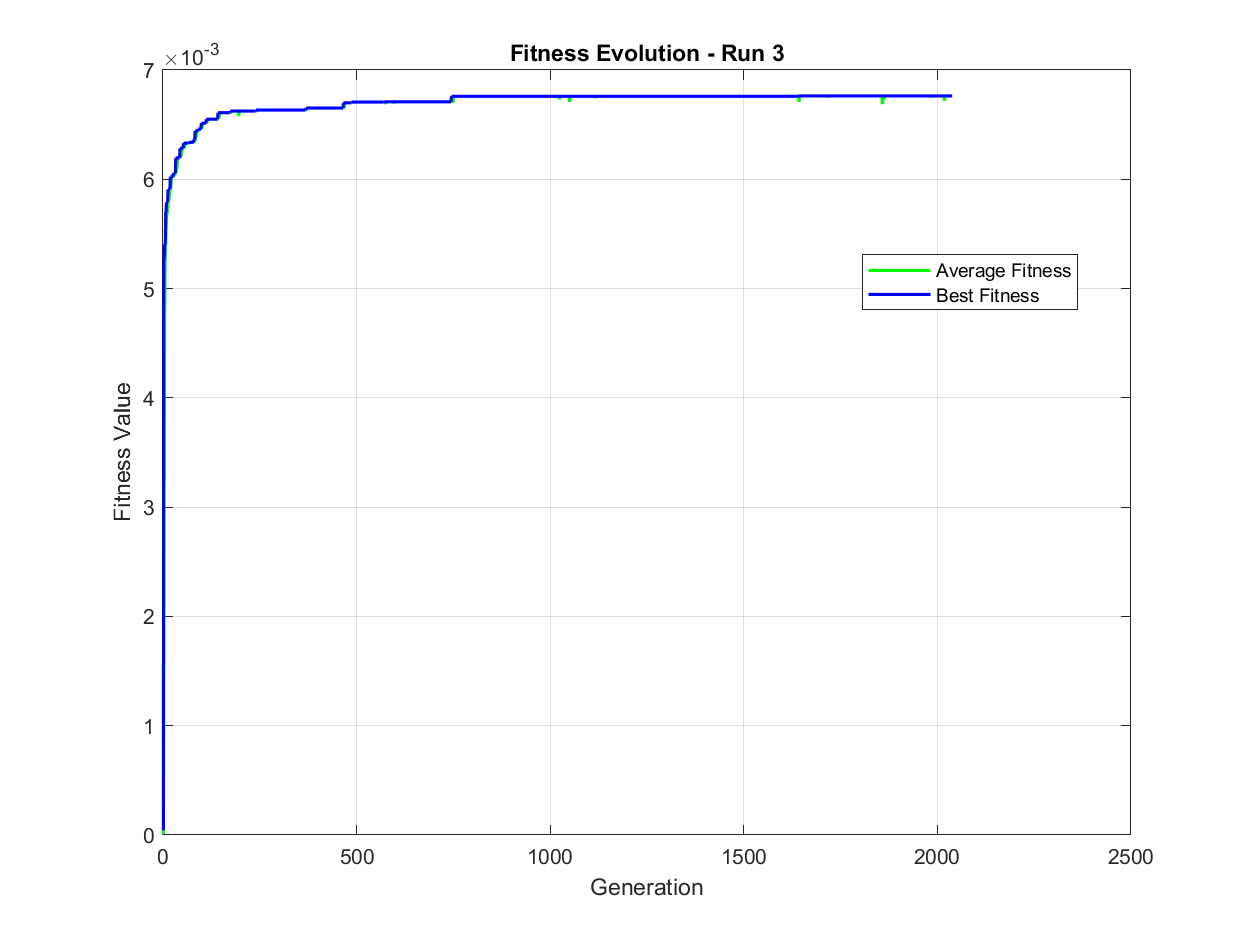 Fitness Evolution - Run 3
×10-3
7
6
5
4
3
2
1
0
Fitness Value
Average Fitness
Best Fitness
0 500 1000 1500 2000 2500
Generation